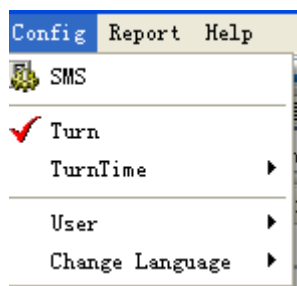 Config Report Help
SMS
Turn
TurnTime
User
Change Language